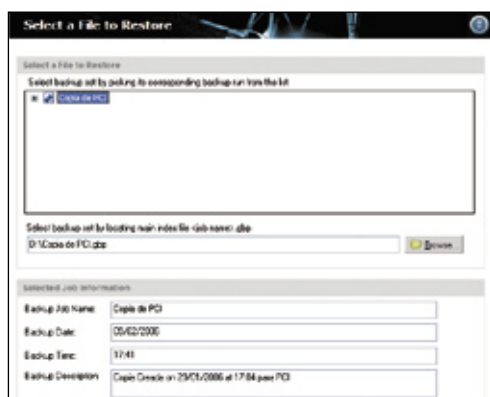 Select a File to Restore
Select a File to Restore
Select backup set by picking its corresponding backup run from the list
Copia de PCI
Select backup set by locating main index file <job name>.gbp
D:\Copia de PCI.gbp
Browse...
Selected Job Information
Backup Job Name: Copia de PCI
Backup Date: 05/02/2006
Backup Time: 17:41
Backup Description: Copia Creada on 29/01/2006 at 17:04 para PCI